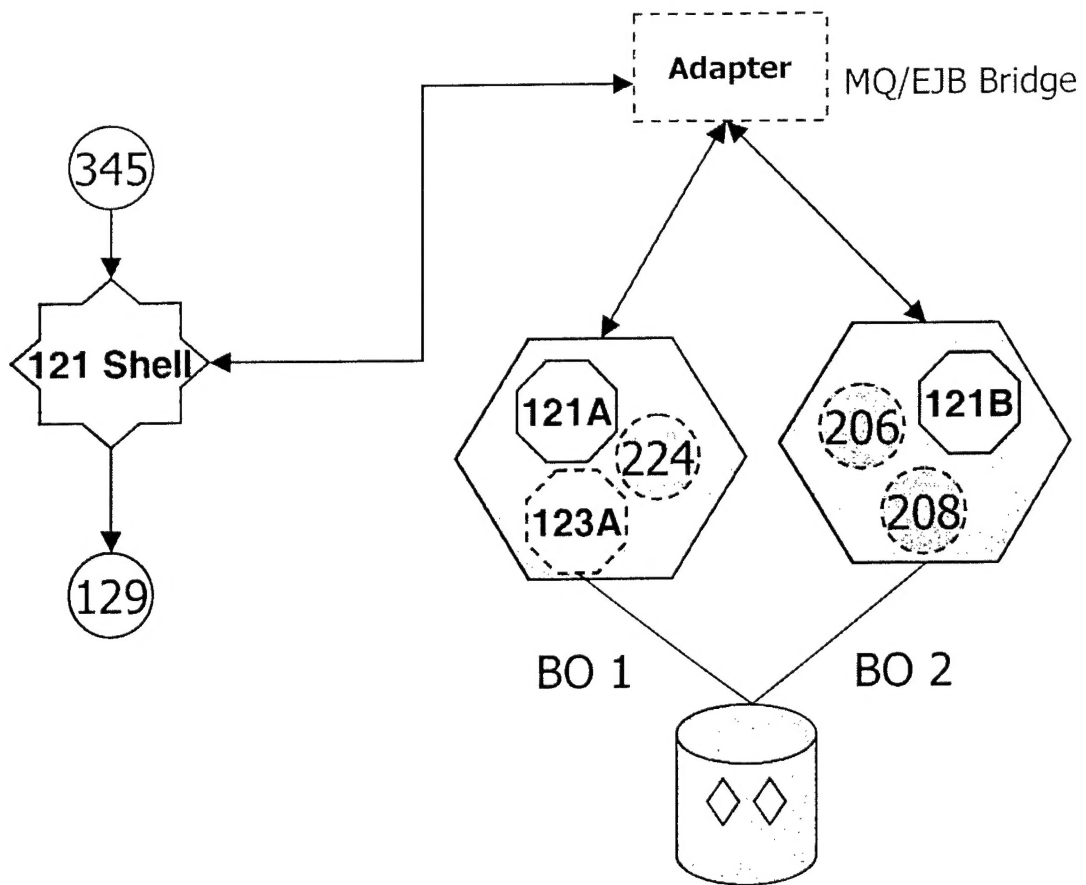 Adapter
MQ/EJB Bridge
345
121 Shell
121A
224
123A
206
121B
208
129
BO 1
BO 2